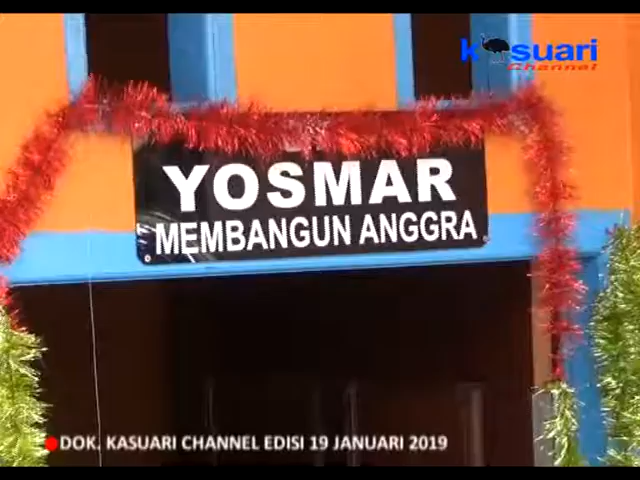 kasuari
Channel
YOSMAR
MEMBANGUN ANGGRA
DOK. KASUARI CHANNEL EDISI 19 JANUARI 2019